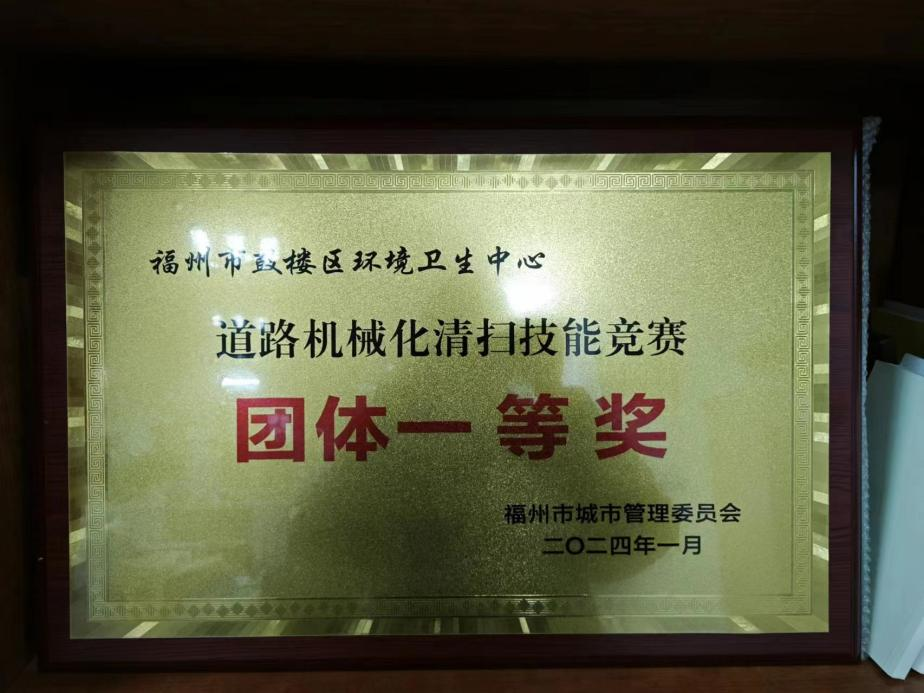 福州市鼓楼区环境卫生中心
道路机械化清扫技能竞赛
团体一等奖
福州市城市管理委员会
二〇二四年一月